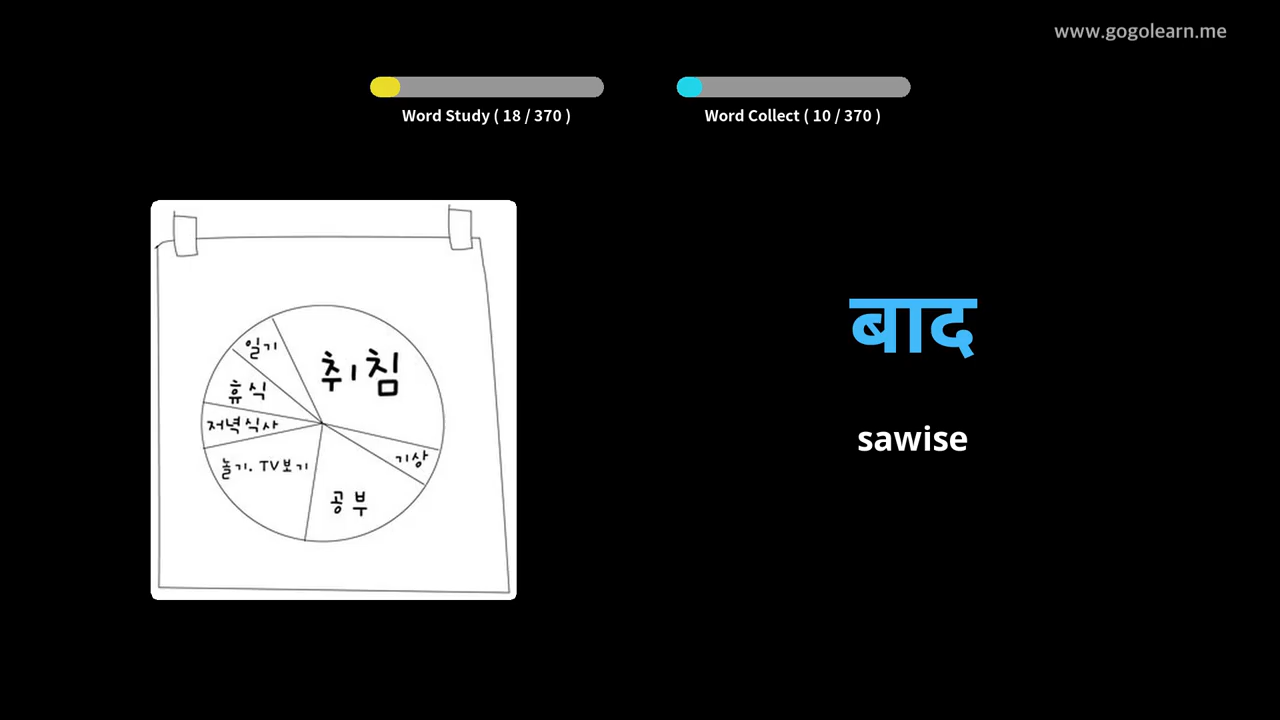 www.gogolearn.me
Word Study ( 18 / 370 )
Word Collect ( 10 / 370 )
일기
취침
휴식
저녁식사
기상
놀기. TV보기
공부
बाद
sawise